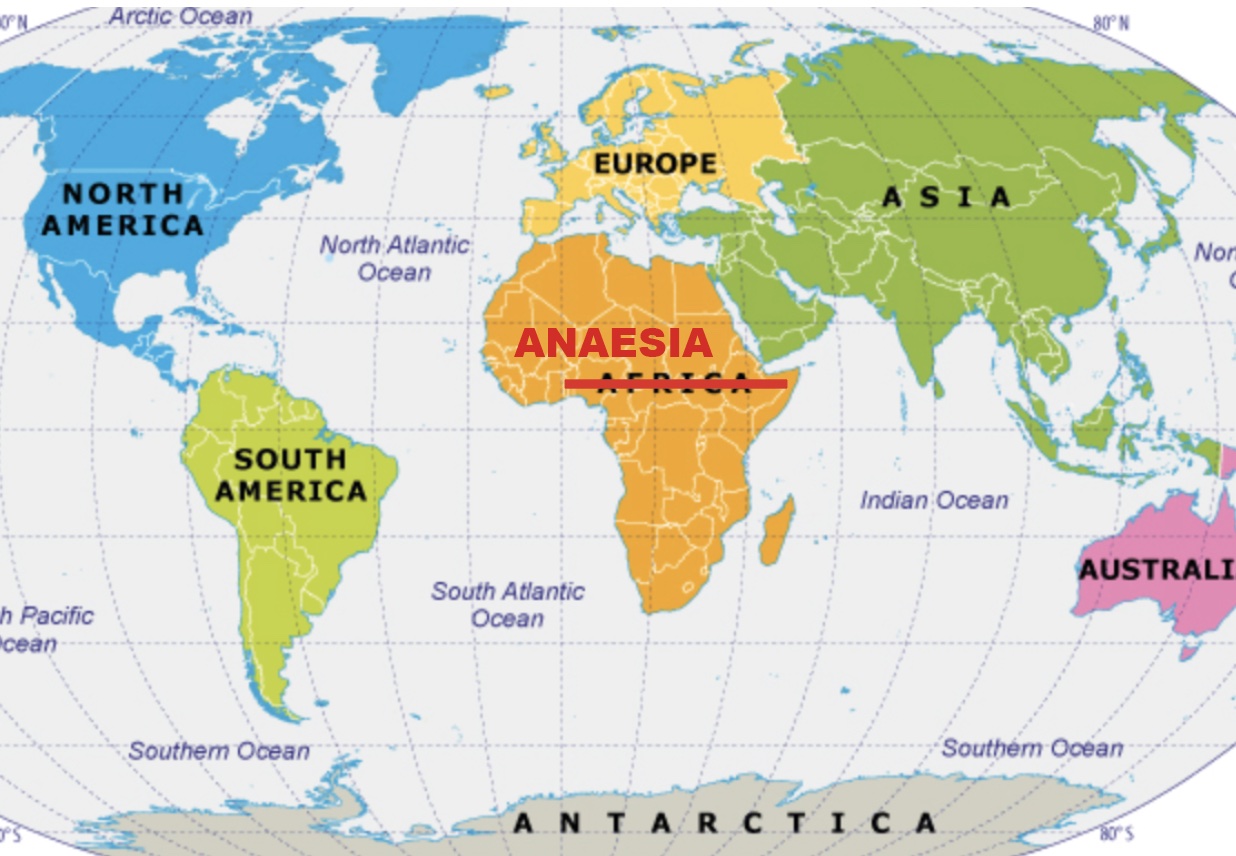 Arctic Ocean
0°N
80°N
EUROPE
NORTH
AMERICA
ASIA
North Atlantic
Ocean
Nor
ANAESIA
AFRICA
SOUTH
AMERICA
Indian Ocean
AUSTRALI
South Atlantic
Ocean
h Pacific
cean
Southern Ocean
Southern Ocean
ANTARCTICA
0°S
80°S